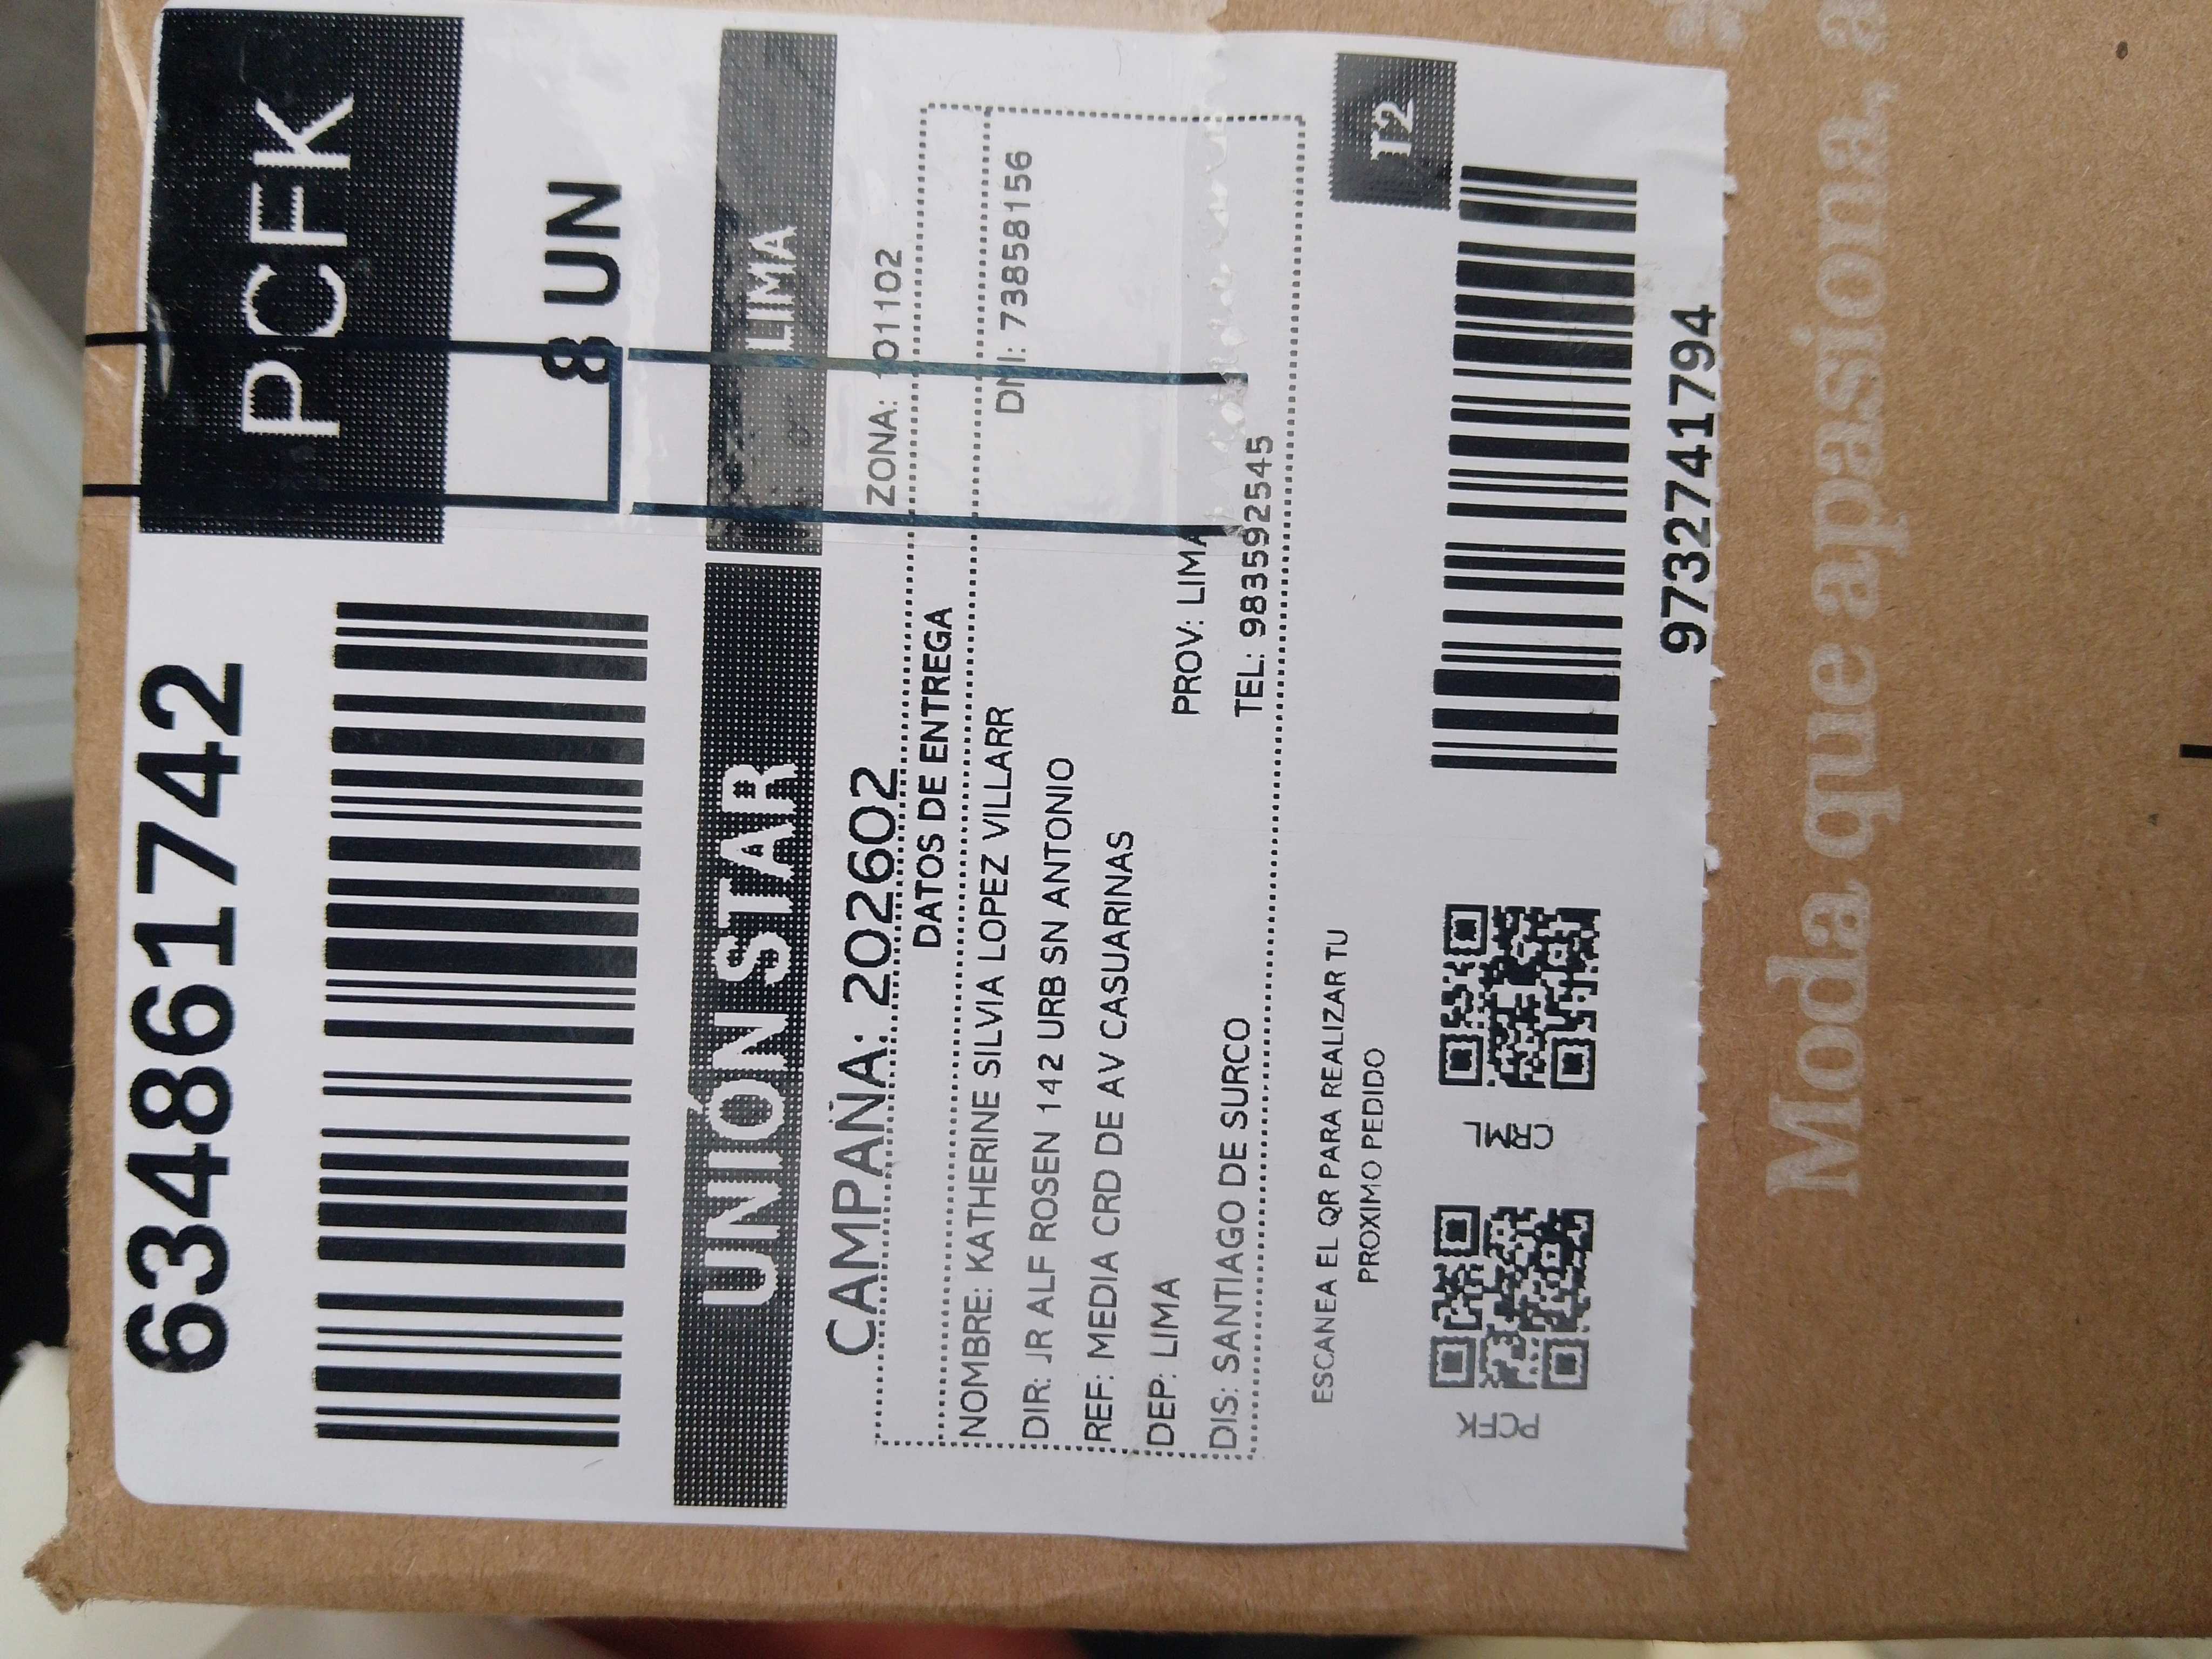 6348861742
PCFK
8 UN
UNIÓN STAR
LIMA
CAMPAÑA: 202602
ZONA: 101102
DATOS DE ENTREGA
NOMBRE: KATHERINE SILVIA LOPEZ VILLARR
DNI: 73858156
DIR: JR ALF ROSEN 142 URB SN ANTONIO
REF: MEDIA CRD DE AV CASUARINAS
DEP: LIMA
PROV: LIMA
DIS: SANTIAGO DE SURCO
TEL: 983592545
ESCANEA EL QR PARA REALIZAR TU
PROXIMO PEDIDO
T2
PCFK
CRML
9732741794
Moda que apasiona, a